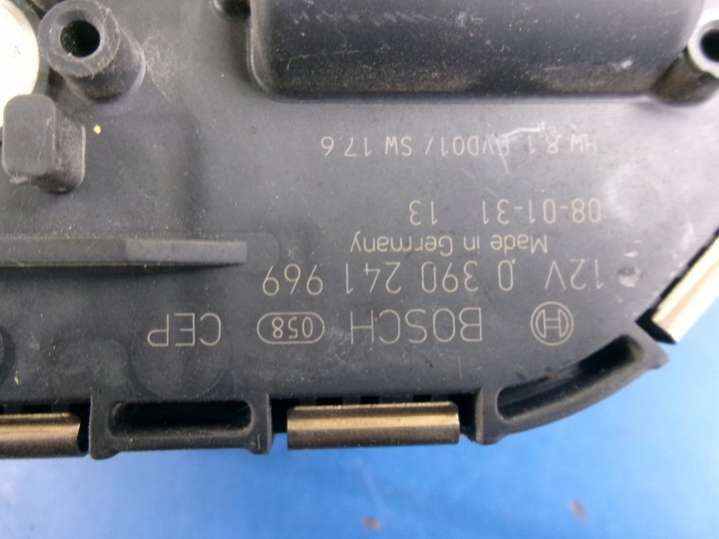 BOSCH 058 CEP
12V 0 390 241 969
Made in Germany
08-01-31 13
HW 8.1 SW 17.6